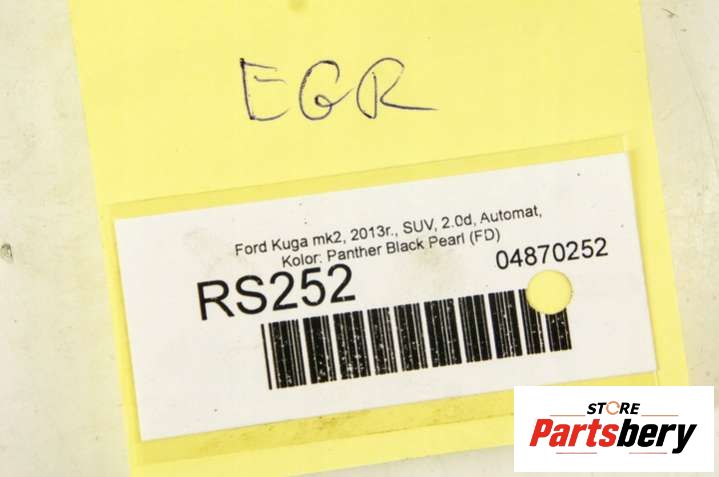 EGR
Ford Kuga mk2, 2013r., SUV, 2.0d, Automat,
Kolor: Panther Black Pearl (FD)
RS252
04870252
STORE
Partsbery